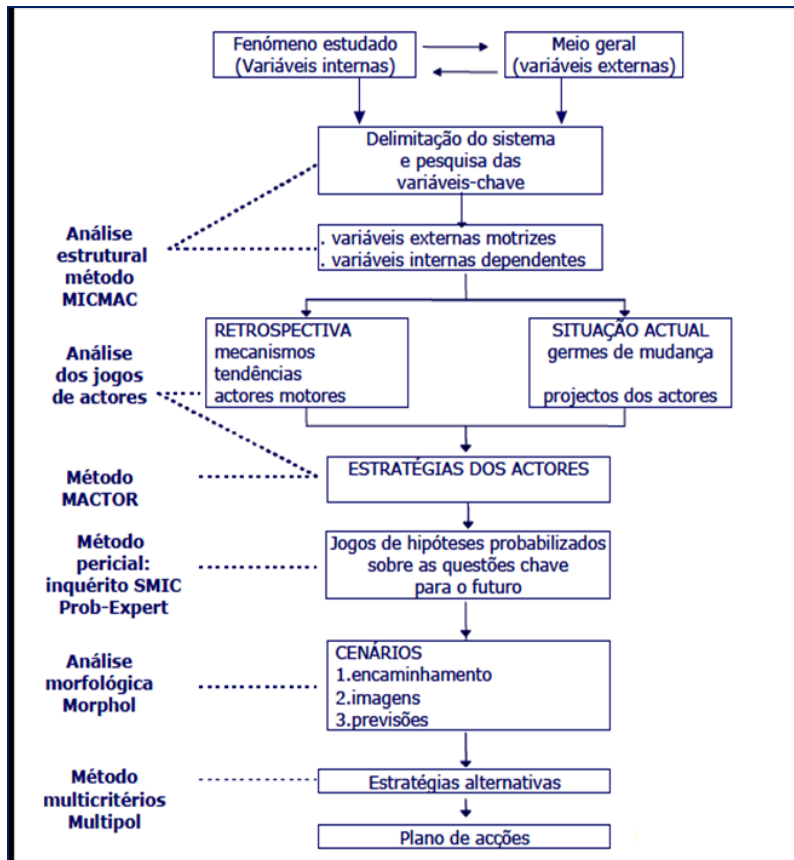 Fenómeno estudado
(Variáveis internas)
Meio geral
(variáveis externas)
Delimitação do sistema
e pesquisa das
variáveis-chave
Análise
estrutural
método
MICMAC
. variáveis externas motrizes
. variáveis internas dependentes
RETROSPECTIVA
mecanismos
tendências
actores motores
SITUAÇÃO ACTUAL
germes de mudança
projectos dos actores
Análise
dos jogos
de actores
ESTRATÉGIAS DOS ACTORES
Método
MACTOR
Método
pericial:
inquérito SMIC
Prob-Expert
Jogos de hipóteses probabilizados
sobre as questões chave
para o futuro
Análise
morfológica
Morphol
CENÁRIOS
1.encaminhamento
2.imagens
3.previsões
Método
multicritérios
Multipol
Estratégias alternativas
Plano de acções